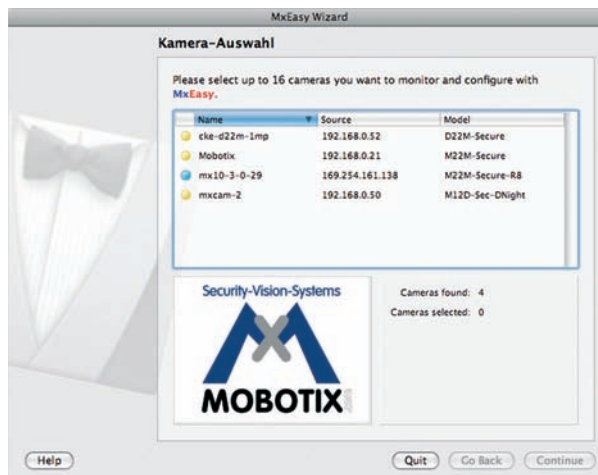 MxEasy Wizard
Kamera-Auswahl
Please select up to 16 cameras you want to monitor and configure with
MxEasy.
Name Source Model
cke-d22m-1mp 192.168.0.52 D22M-Secure
Mobotix 192.168.0.21 M22M-Secure
mx10-3-0-29 169.254.161.138 M22M-Secure-R8
mxcam-2 192.168.0.50 M12D-Sec-DNight
Security-Vision-Systems
MOBOTIX
Cameras found: 4
Cameras selected: 0
Help
Quit
Go Back
Continue